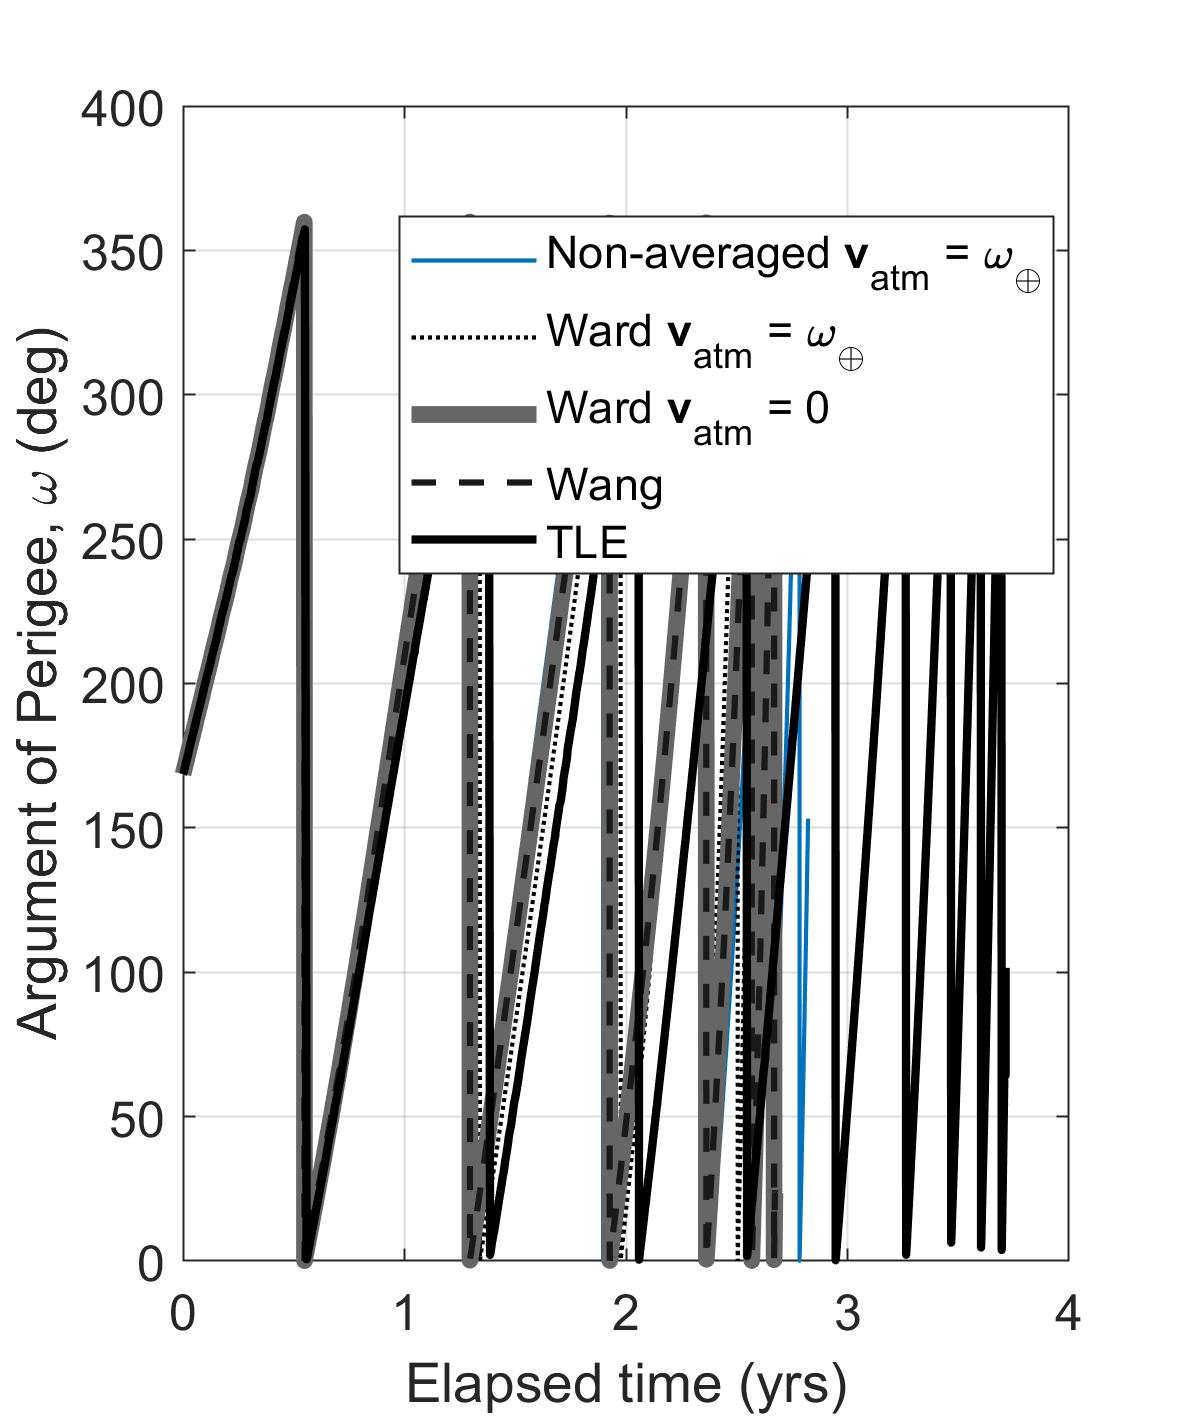 400
350
300
250
200
150
100
50
0
0 1 2 3 4
Argument of Perigee, ω (deg)
Elapsed time (yrs)
Non-averaged v_atm = ω_⊕
Ward v_atm = ω_⊕
Ward v_atm = 0
Wang
TLE